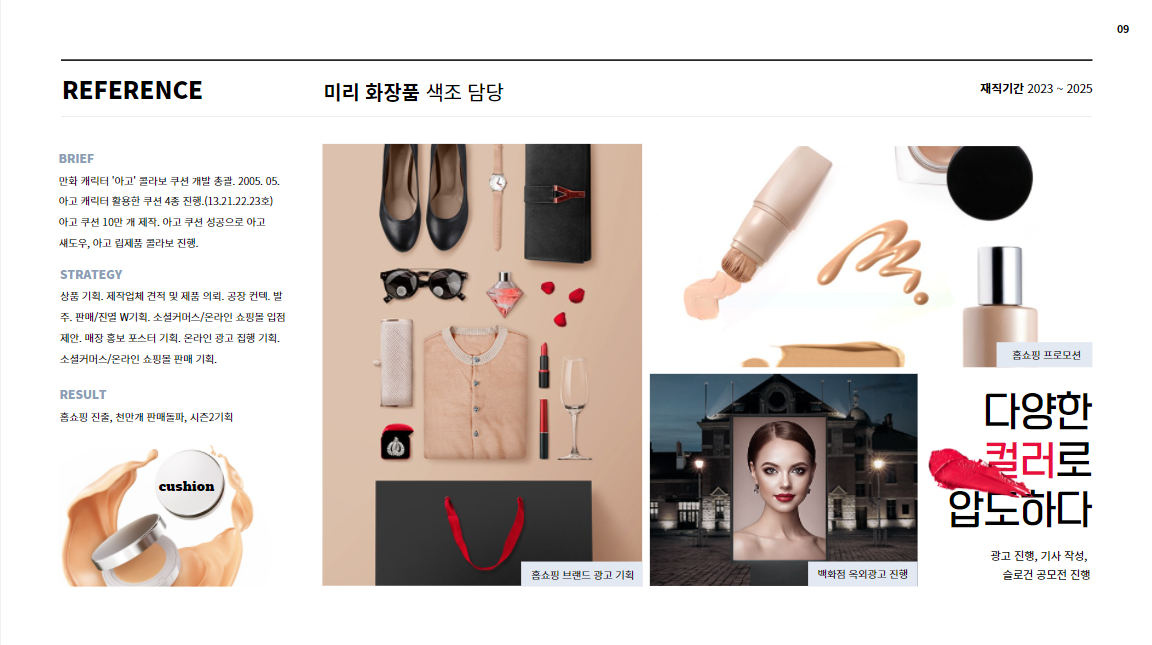 09
REFERENCE
미리 화장품 색조 담당
재직기간 2023 ~ 2025
BRIEF
만화 캐릭터 '아고' 콜라보 쿠션 개발 총괄. 2005. 05.
아고 캐릭터 활용한 쿠션 4종 진행.(13.21.22.23호)
아고 쿠션 10만 개 제작. 아고 쿠션 성공으로 아고
섀도우, 아고 립제품 콜라보 진행.
STRATEGY
상품 기획. 제작업체 견적 및 제품 의뢰. 공장 컨텍. 발
주. 판매/진열 W기획. 소셜커머스/온라인 쇼핑몰 입점
제안. 매장 홍보 포스터 기획. 온라인 광고 집행 기획.
소셜커머스/온라인 쇼핑몰 판매 기획.
RESULT
홈쇼핑 진출, 천만개 판매돌파, 시즌2기획
cushion
홈쇼핑 브랜드 광고 기획
홈쇼핑 프로모션
백화점 옥외광고 진행
다양한
컬러로
압도하다
광고 진행, 기사 작성,
슬로건 공모전 진행